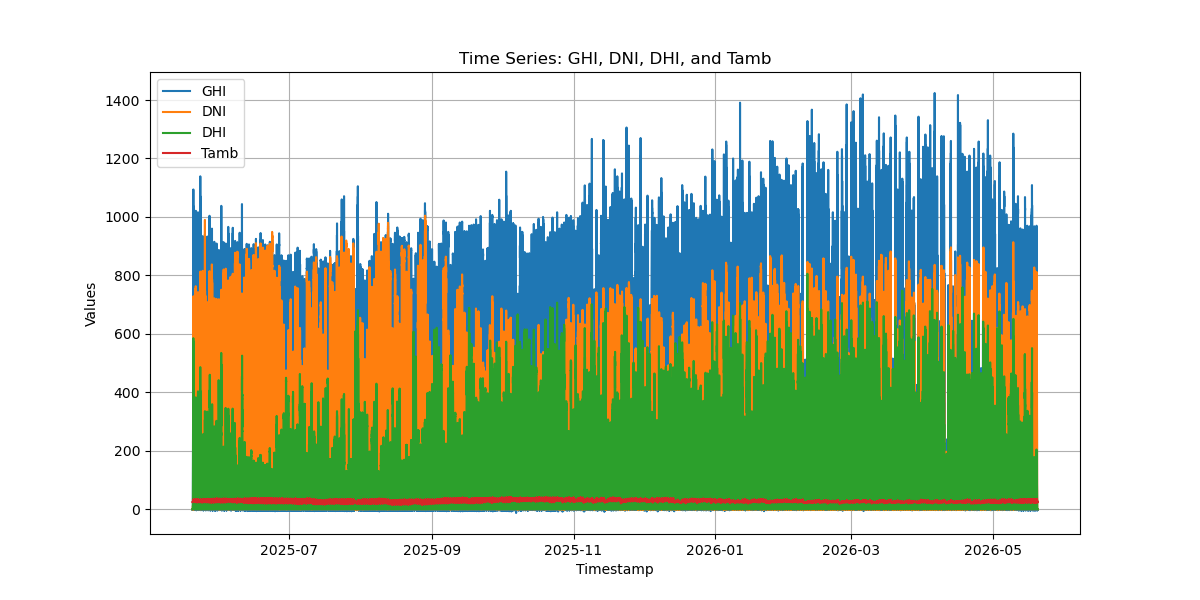 Time Series: GHI, DNI, DHI, and Tamb
GHI
DNI
DHI
Tamb
Values
1400
1200
1000
800
600
400
200
0
2025-07 2025-09 2025-11 2026-01 2026-03 2026-05
Timestamp